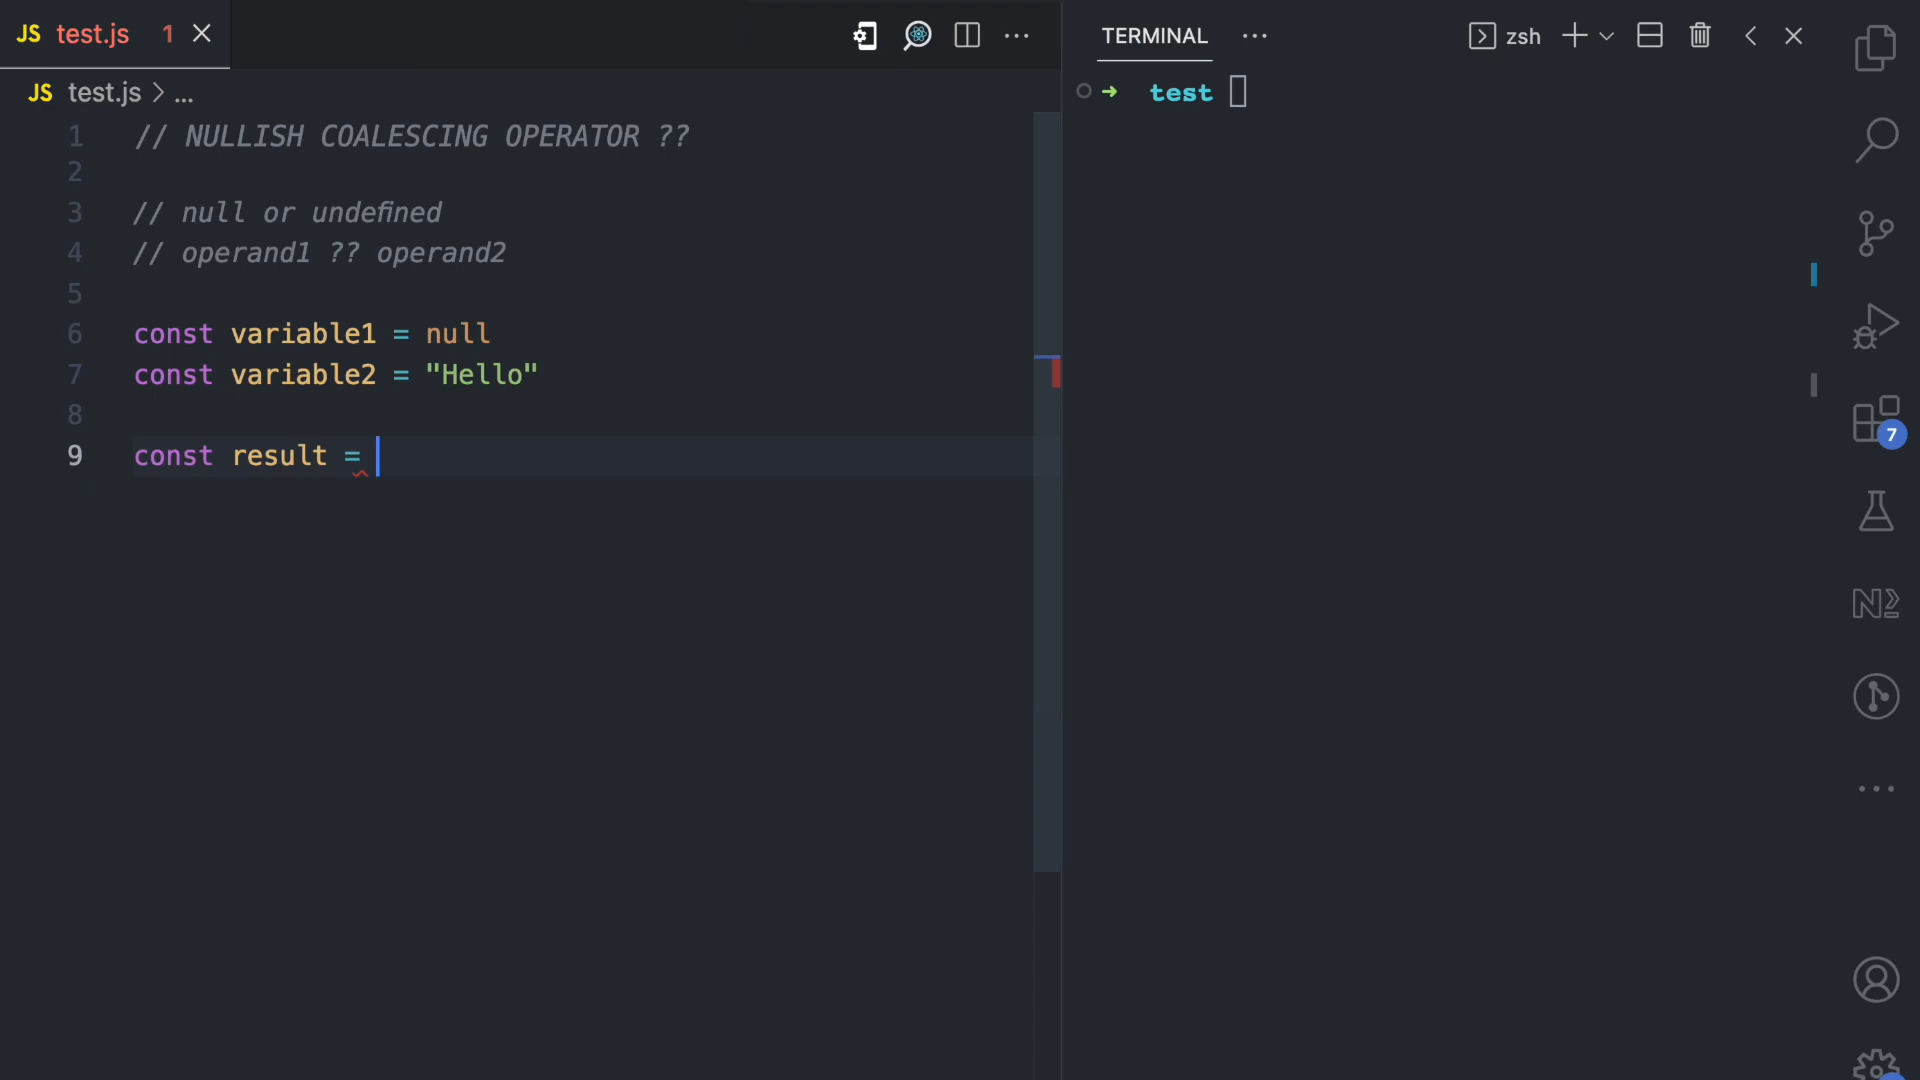 JS test.js 1
TERMINAL
zsh
JS test.js > ...
test
1 // NULLISH COALESCING OPERATOR ??
2
3 // null or undefined
4 // operand1 ?? operand2
5
6 const variable1 = null
7 const variable2 = "Hello"
8
9 const result =
7